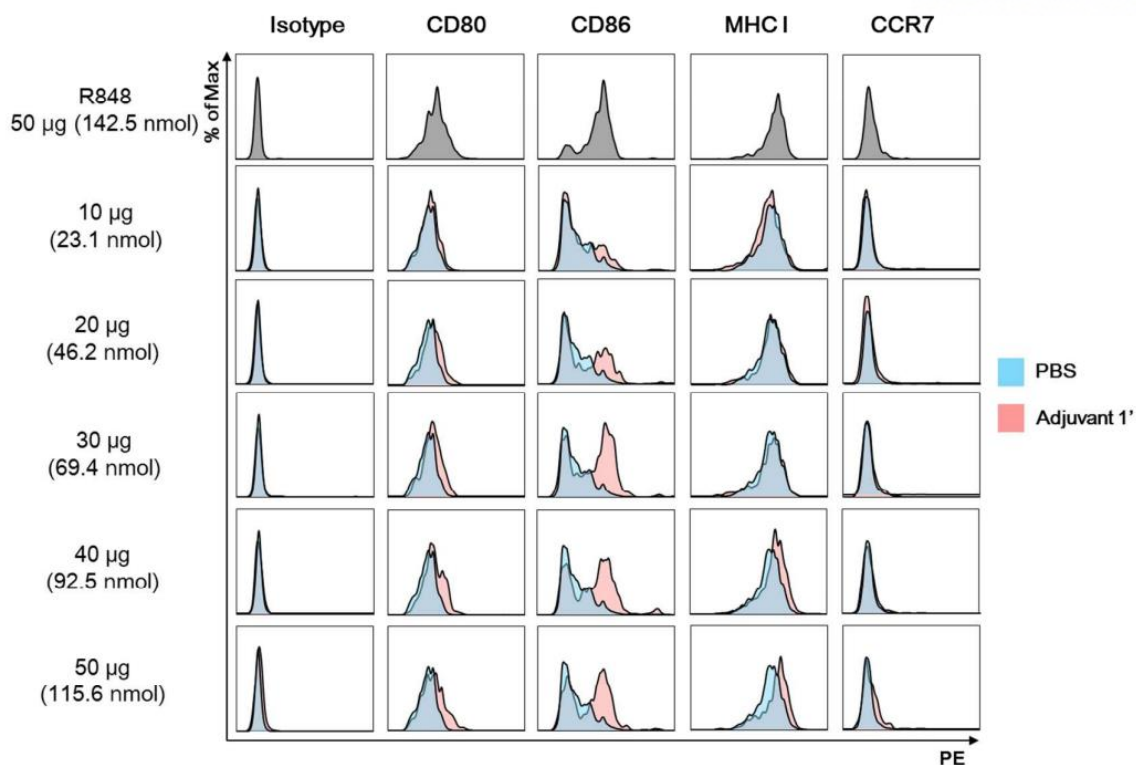 Isotype CD80 CD86 MHC I CCR7
% of Max
R848
50 µg (142.5 nmol)
10 µg
(23.1 nmol)
20 µg
(46.2 nmol)
30 µg
(69.4 nmol)
40 µg
(92.5 nmol)
50 µg
(115.6 nmol)
PBS
Adjuvant 1'
PE